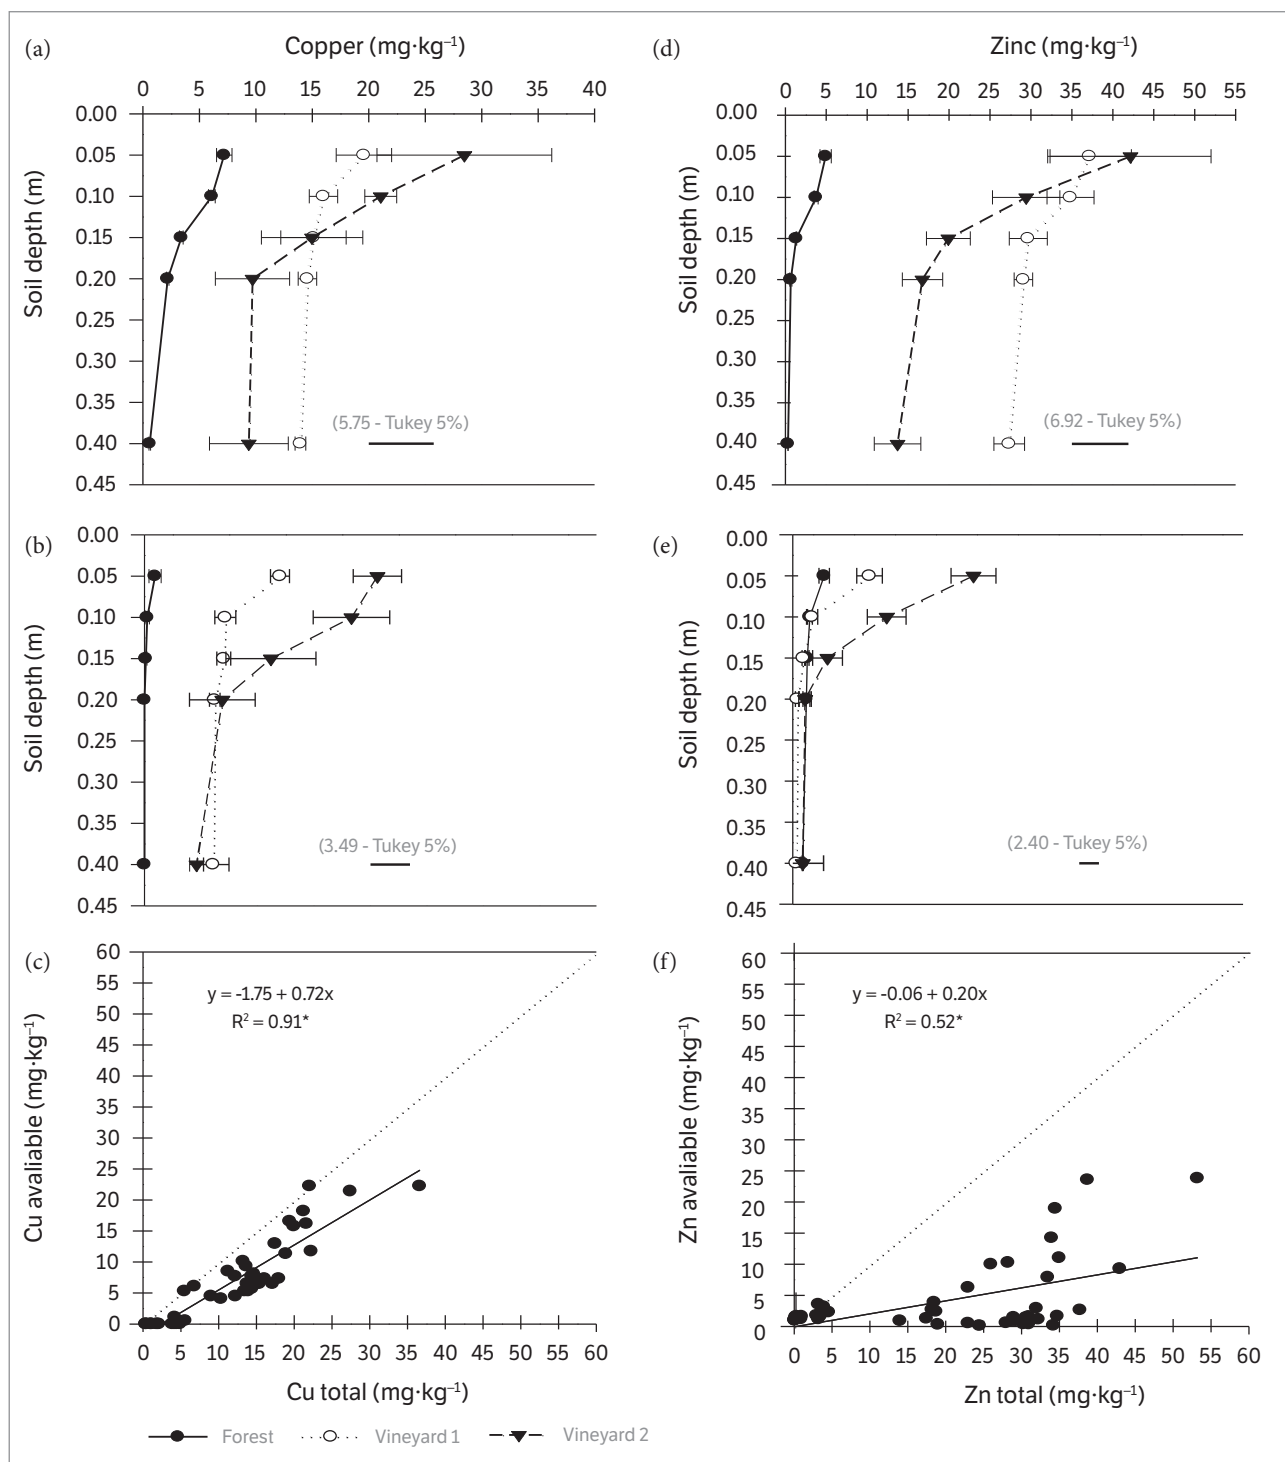 (a)
Copper (mg·kg⁻¹)
0 5 10 15 20 25 30 35 40
0.00
0.05
0.10
0.15
0.20
0.25
0.30
0.35
0.40
0.45
Soil depth (m)
(5.75 - Tukey 5%)
(d)
Zinc (mg·kg⁻¹)
0 5 10 15 20 25 30 35 40 45 50 55
0.00
0.05
0.10
0.15
0.20
0.25
0.30
0.35
0.40
0.45
Soil depth (m)
(6.92 - Tukey 5%)
(b)
0.00
0.05
0.10
0.15
0.20
0.25
0.30
0.35
0.40
0.45
Soil depth (m)
(3.49 - Tukey 5%)
(e)
0.00
0.05
0.10
0.15
0.20
0.25
0.30
0.35
0.40
0.45
Soil depth (m)
(2.40 - Tukey 5%)
(c)
60
55
50
45
40
35
30
25
20
15
10
5
0
Cu avaliable (mg·kg⁻¹)
y = -1.75 + 0.72x
R² = 0.91*
0 5 10 15 20 25 30 35 40 45 50 55 60
Cu total (mg·kg⁻¹)
(f)
60
55
50
45
40
35
30
25
20
15
10
5
0
Zn avaliable (mg·kg⁻¹)
y = -0.06 + 0.20x
R² = 0.52*
0 5 10 15 20 25 30 35 40 45 50 55 60
Zn total (mg·kg⁻¹)
Forest Vineyard 1 Vineyard 2